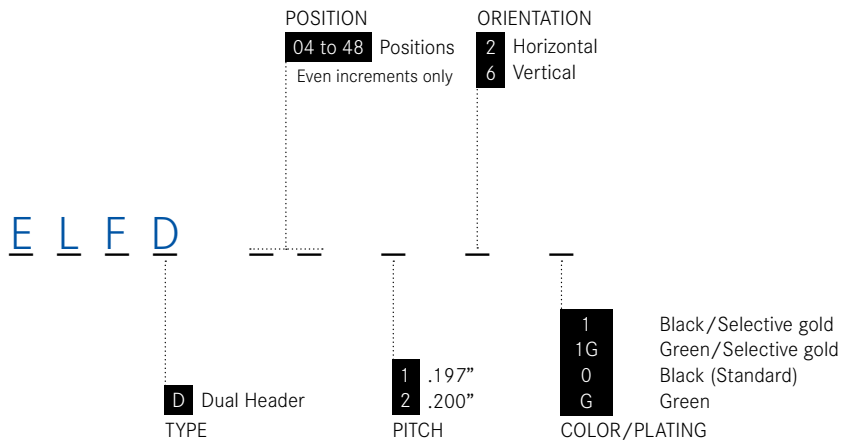 POSITION
04 to 48 Positions
Even increments only
ORIENTATION
2 Horizontal
6 Vertical
E L F D
D Dual Header
TYPE
1 .197”
2 .200”
PITCH
1 Black/Selective gold
1G Green/Selective gold
0 Black (Standard)
G Green
COLOR/PLATING